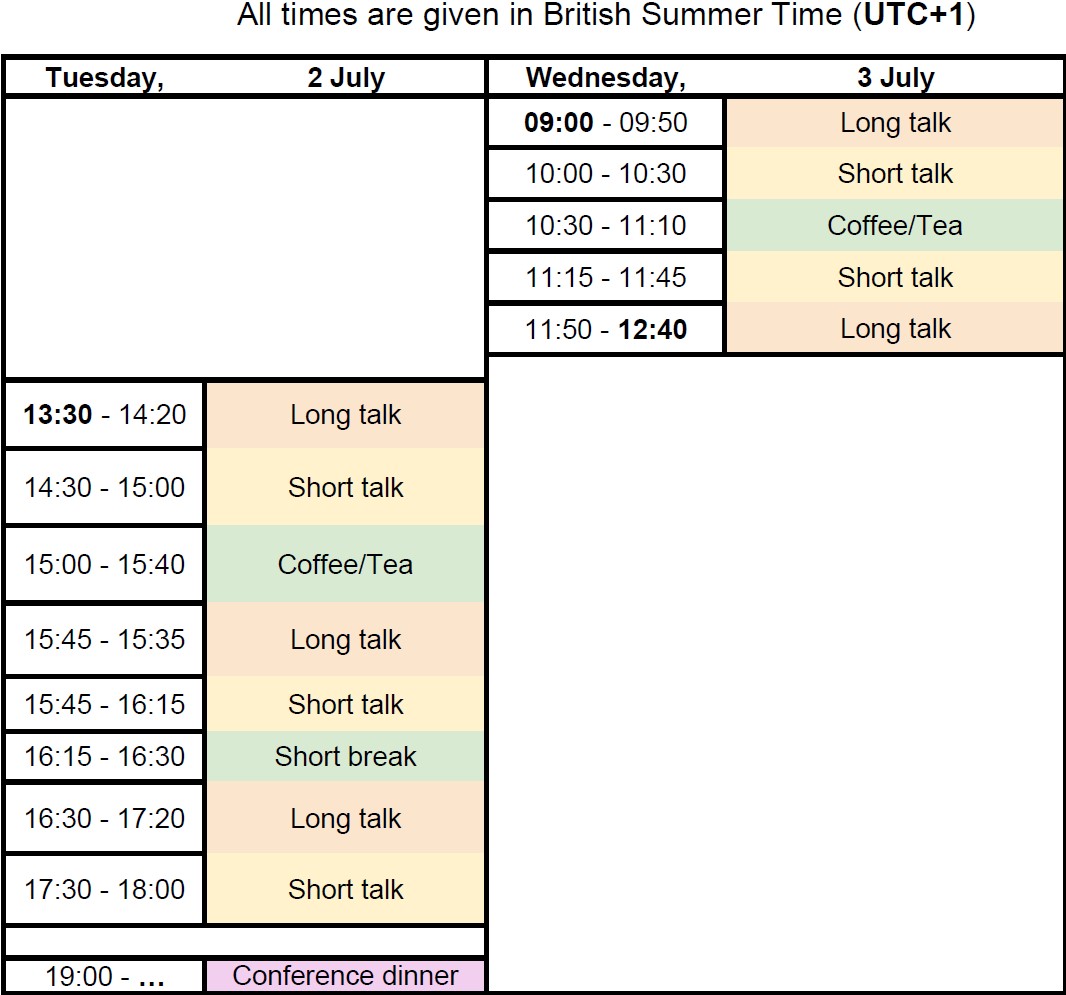 All times are given in British Summer Time (UTC+1)
Tuesday, 2 July
13:30 - 14:20 Long talk
14:30 - 15:00 Short talk
15:00 - 15:40 Coffee/Tea
15:45 - 15:35 Long talk
15:45 - 16:15 Short talk
16:15 - 16:30 Short break
16:30 - 17:20 Long talk
17:30 - 18:00 Short talk
19:00 - ... Conference dinner
Wednesday, 3 July
09:00 - 09:50 Long talk
10:00 - 10:30 Short talk
10:30 - 11:10 Coffee/Tea
11:15 - 11:45 Short talk
11:50 - 12:40 Long talk